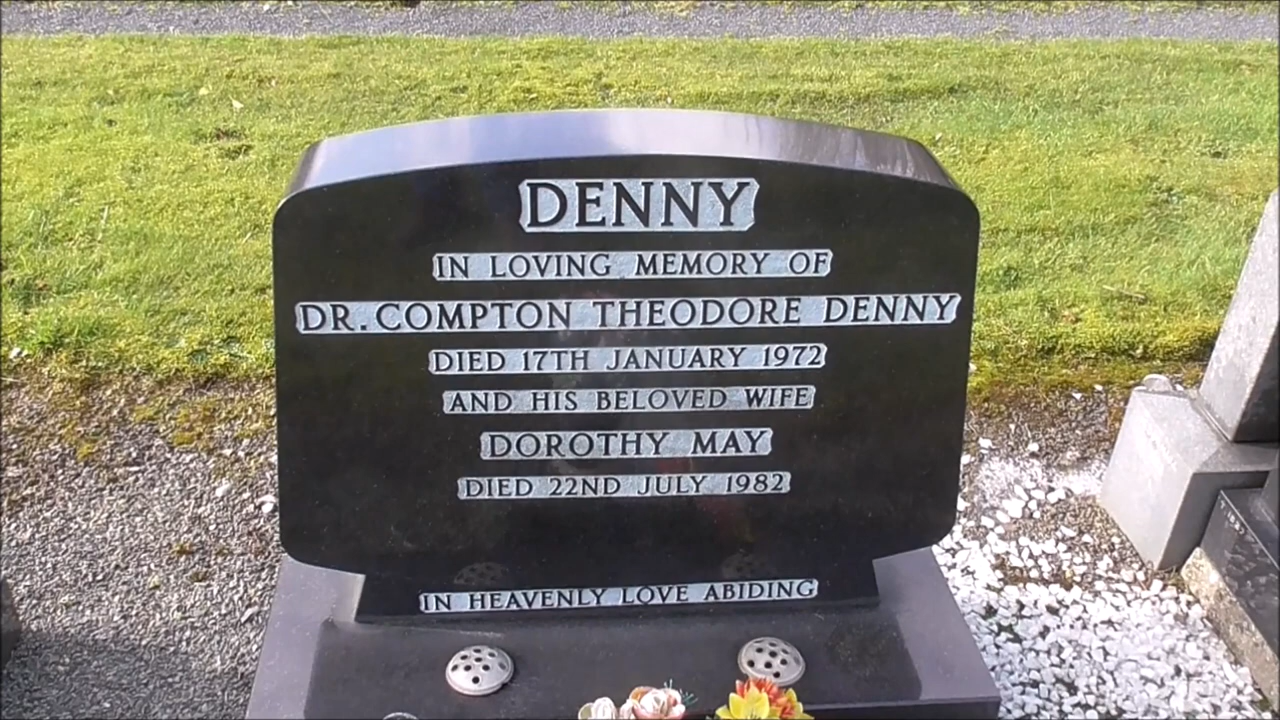 DENNY
IN LOVING MEMORY OF
DR. COMPTON THEODORE DENNY
DIED 17TH JANUARY 1972
AND HIS BELOVED WIFE
DOROTHY MAY
DIED 22ND JULY 1982
IN HEAVENLY LOVE ABIDING